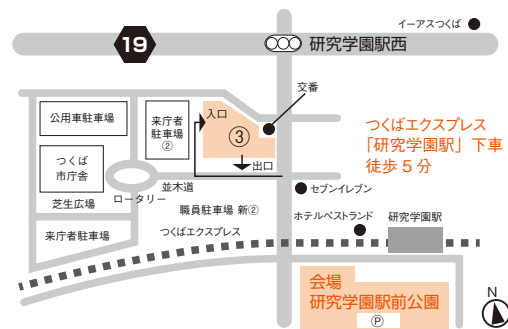 イーアスつくば
19
研究学園駅西
交番
公用車駐車場
来庁者
駐車場
②
入口
③
出口
つくばエクスプレス
「研究学園駅」下車
徒歩 5 分
つくば
市庁舎
並木道
セブンイレブン
芝生広場
ロータリー
職員駐車場 新②
ホテルベストランド
研究学園駅
来庁者駐車場
つくばエクスプレス
会場
研究学園駅前公園
P
N